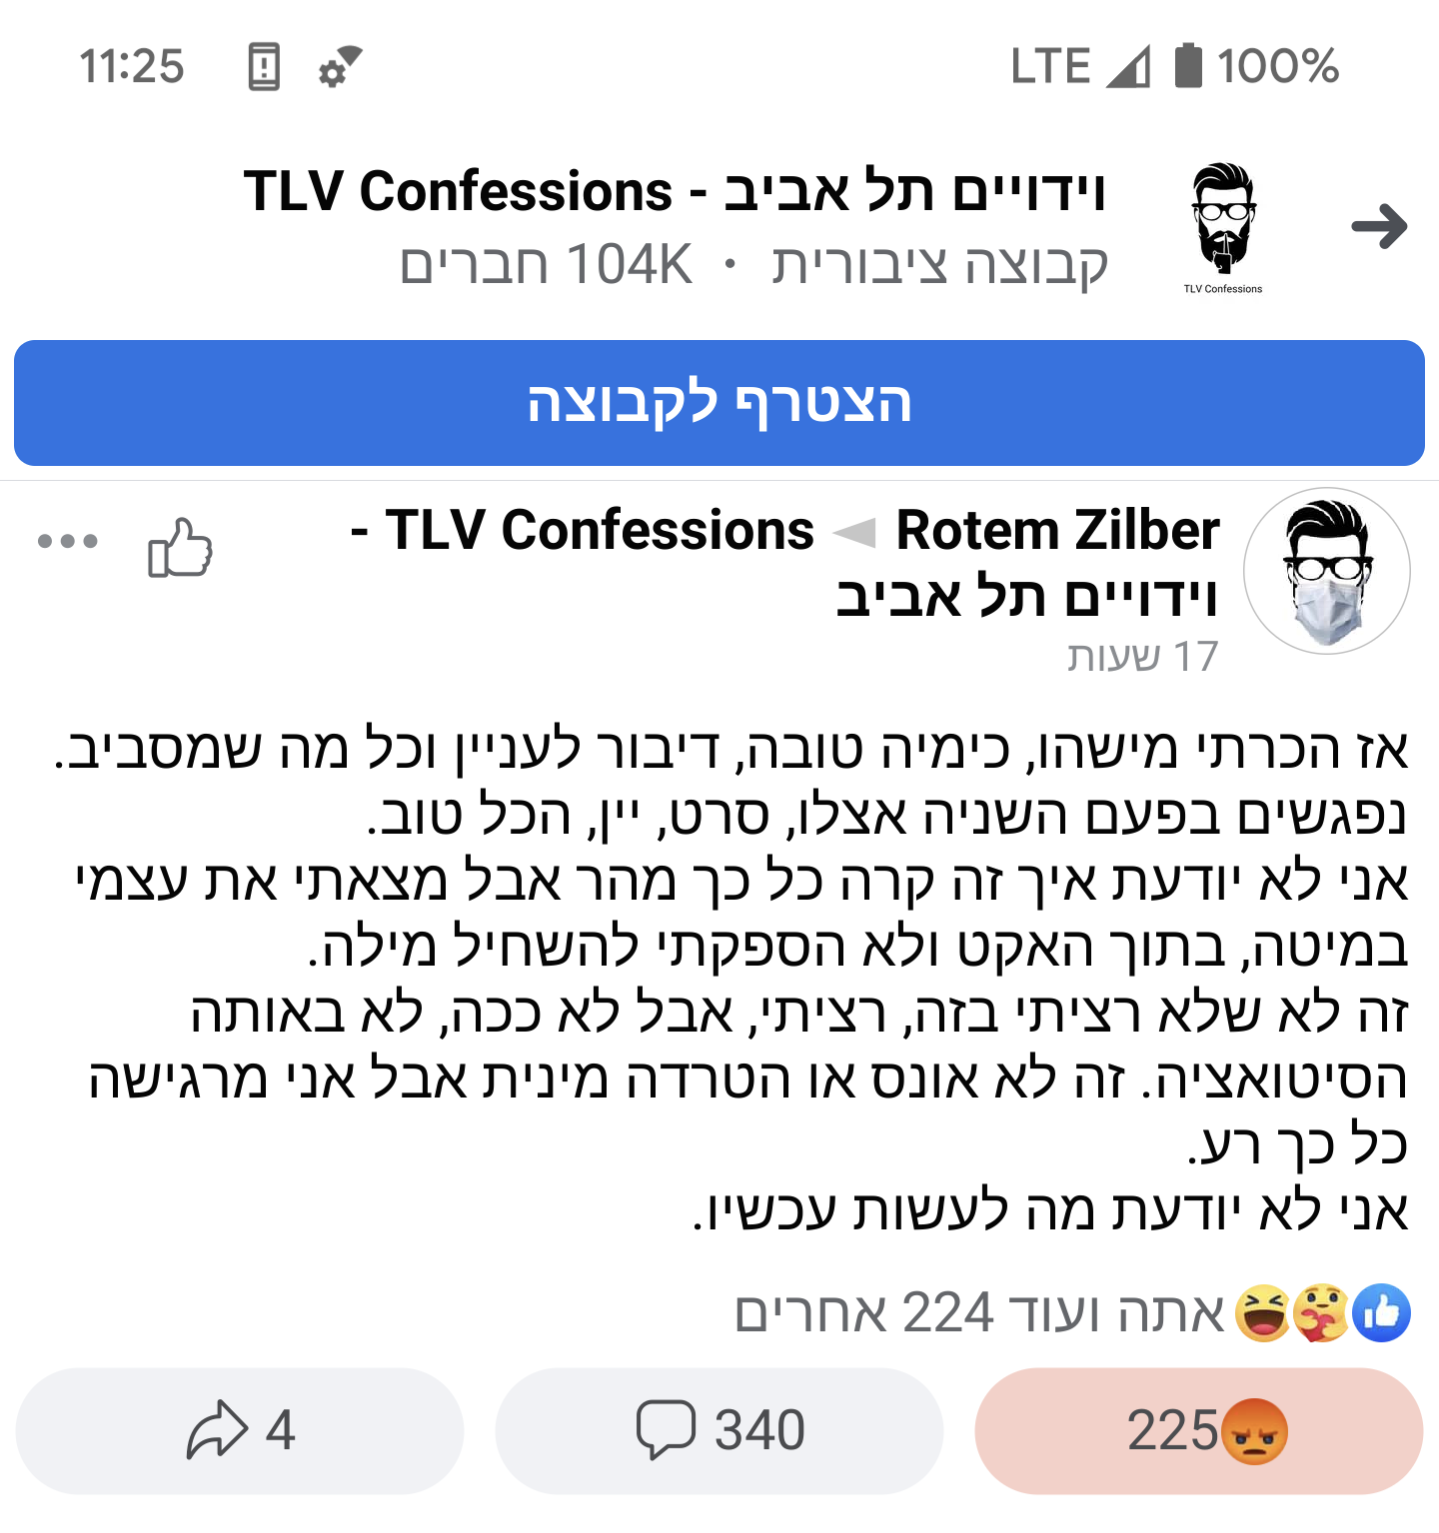 11:25 LTE 100%
וידויים תל אביב - TLV Confessions
קבוצה ציבורית · 104K חברים
TLV Confessions
הצטרף לקבוצה
Rotem Zilber ◀ TLV Confessions -
וידויים תל אביב
17 שעות
אז הכרתי מישהו, כימיה טובה, דיבור לעניין וכל מה שמסביב.
נפגשים בפעם השניה אצלו, סרט, יין, הכל טוב.
אני לא יודעת איך זה קרה כל כך מהר אבל מצאתי את עצמי
במיטה, בתוך האקט ולא הספקתי להשחיל מילה.
זה לא שלא רציתי בזה, רציתי, אבל לא ככה, לא באותה
הסיטואציה. זה לא אונס או הטרדה מינית אבל אני מרגישה
כל כך רע.
אני לא יודעת מה לעשות עכשיו.
אתה ועוד 224 אחרים
225 340 4